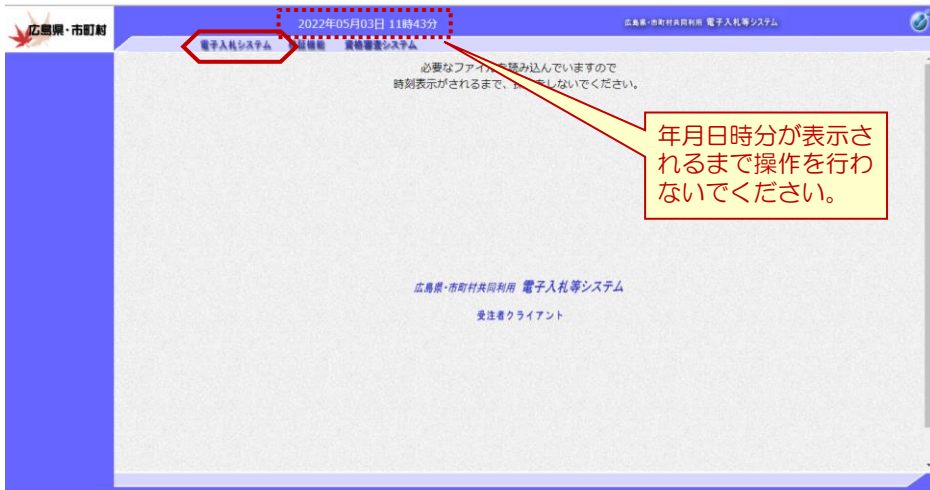 広島県・市町村
2022年05月03日 11時43分
広島県・市町村共同利用 電子入札等システム
電子入札システム 証機能 資格審査システム
必要なファイルを読み込んでいますので
時刻表示がされるまで、操作をしないでください。
年月日時分が表示さ
れるまで操作を行わ
ないでください。
広島県・市町村共同利用 電子入札等システム
受注者クライアント